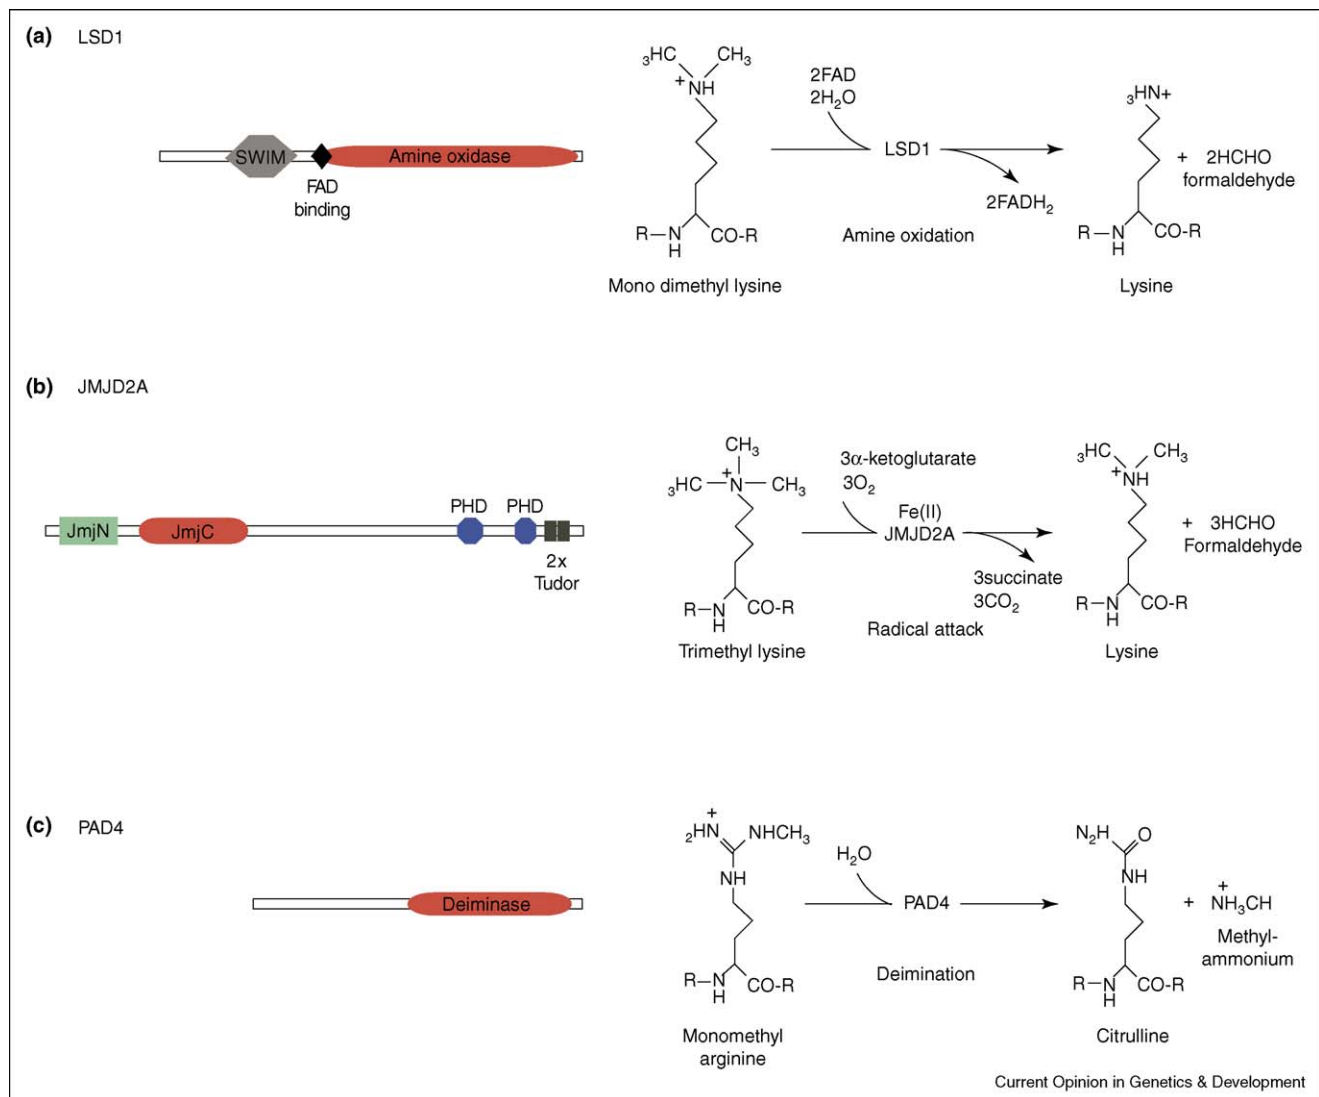 (a) LSD1
SWIM
Amine oxidase
FAD
binding
₃HC CH₃
+
NH
R–N
H
CO-R
Mono dimethyl lysine
2FAD
2H₂O
LSD1
2FADH₂
Amine oxidation
₃HN+
R–N
H
CO-R
Lysine
+ 2HCHO
formaldehyde
(b) JMJD2A
JmjN
JmjC
PHD PHD
2x
Tudor
CH₃
+
₃HC–N–CH₃
R–N
H
CO-R
Trimethyl lysine
3α-ketoglutarate
3O₂
Fe(II)
JMJD2A
3succinate
3CO₂
Radical attack
₃HC CH₃
+
NH
R–N
H
CO-R
Lysine
+ 3HCHO
Formaldehyde
(c) PAD4
Deiminase
+
₂HN NHCH₃
NH
R–N
H
CO-R
Monomethyl
arginine
H₂O
PAD4
Deimination
N₂H O
NH
R–N
H
CO-R
Citrulline
+
+ NH₃CH
Methyl-
ammonium
Current Opinion in Genetics & Development